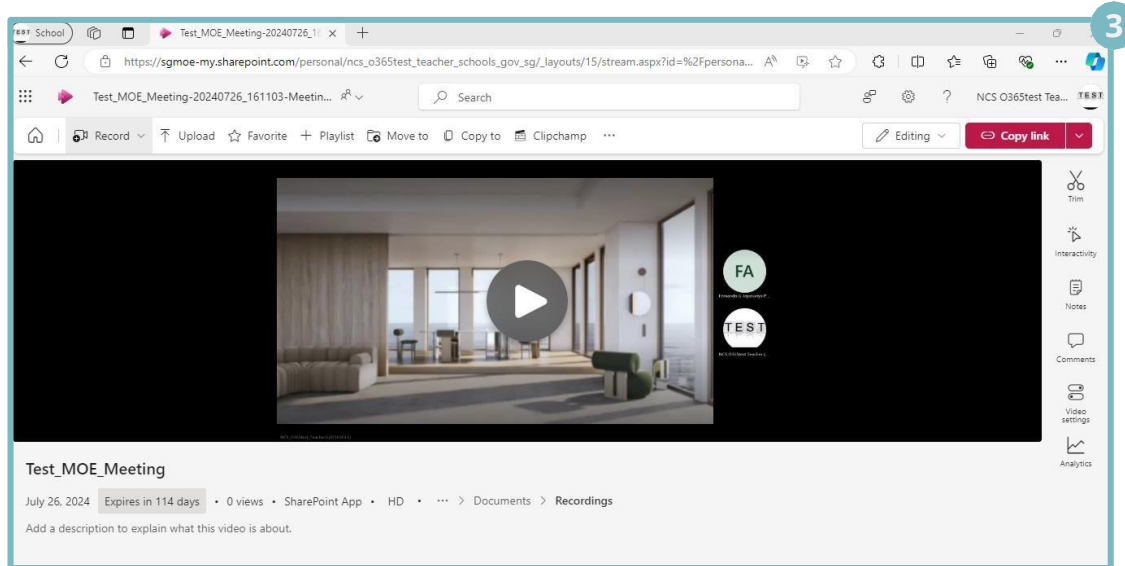 3
TEST School Test_MOE_Meeting-20240726_16
https://sgmoe-my.sharepoint.com/personal/ncs_o365test_teacher_schools_gov_sg/_layouts/15/stream.aspx?id=%2Fpersona...
Test_MOE_Meeting-20240726_161103-Meetin... Search NCS O365test Tea... TEST
Record Upload Favorite Playlist Move to Copy to Clipchamp ... Editing Copy link
Trim
Interactivity
FA
Notes
TEST
Comments
Video
settings
Analytics
Test_MOE_Meeting
July 26, 2024 Expires in 114 days • 0 views • SharePoint App • HD • ... > Documents > Recordings
Add a description to explain what this video is about.